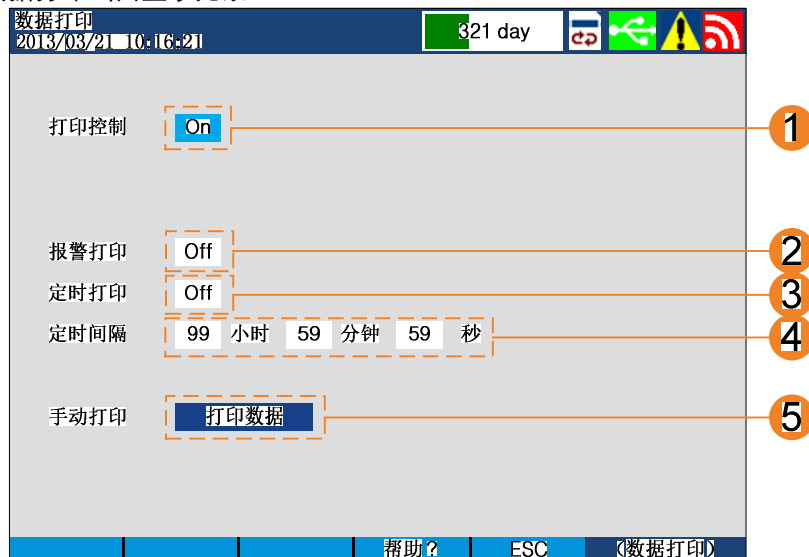 数据打印
2013/03/21 10:16:21
321 day
打印控制 On 1
报警打印 Off 2
定时打印 Off 3
定时间隔 99 小时 59 分钟 59 秒 4
手动打印 打印数据 5
帮助? ESC (数据打印)